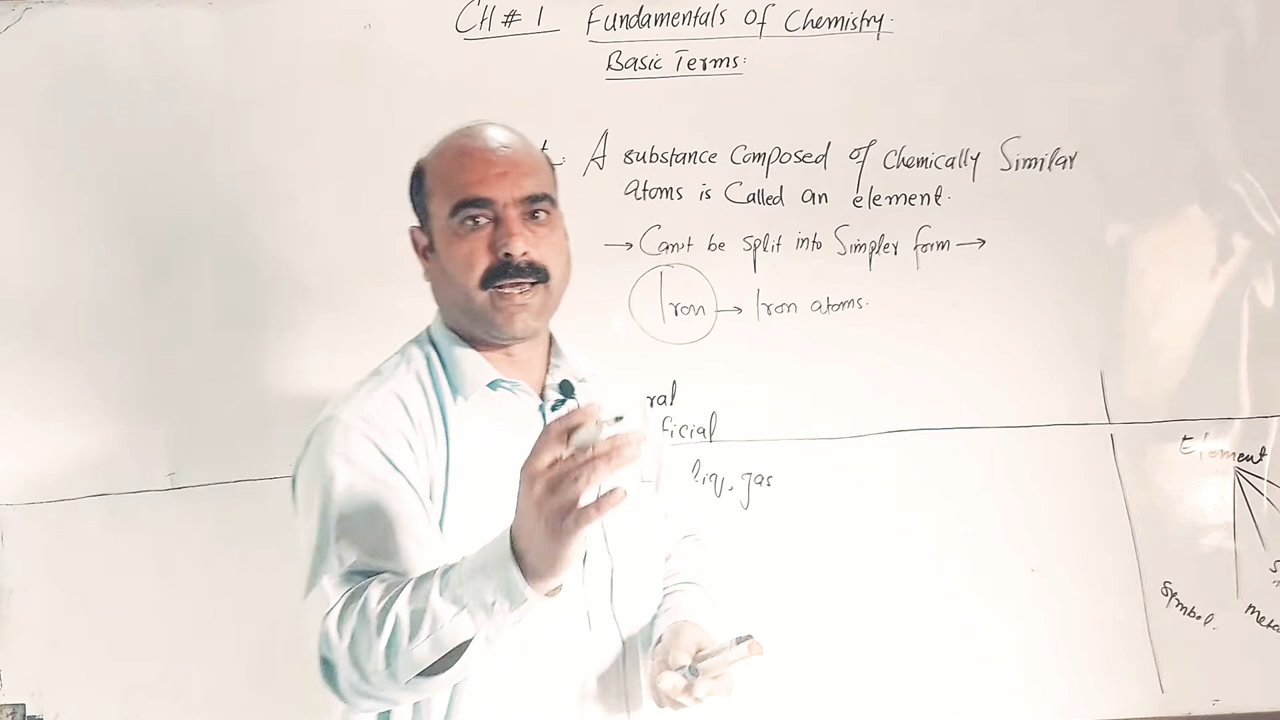 CH # 1 Fundamentals of Chemistry.
Basic Terms:
t: A substance Composed of Chemically Similar
atoms is Called an element.
→ Can't be split into Simpler form →
Iron → Iron atoms.
ral
ficial
liq, gas
Element
Symbol.